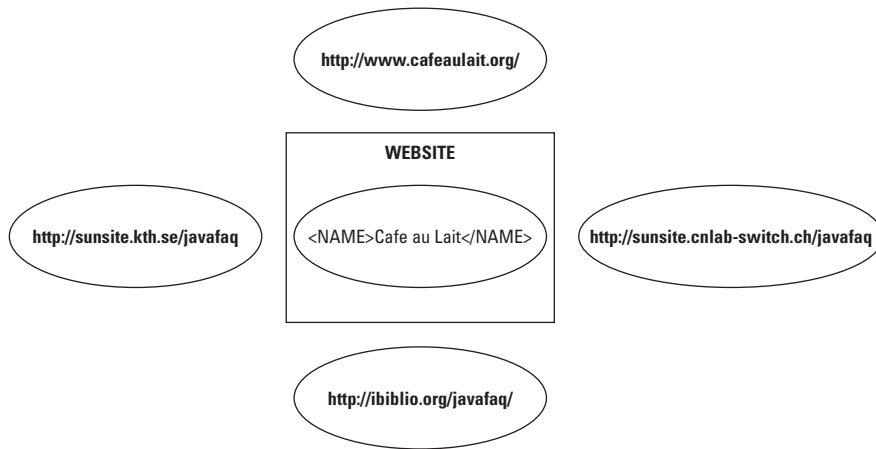 http://www.cafeaulait.org/
WEBSITE
http://sunsite.kth.se/javafaq
<NAME>Cafe au Lait</NAME>
http://sunsite.cnlab-switch.ch/javafaq
http://ibiblio.org/javafaq/